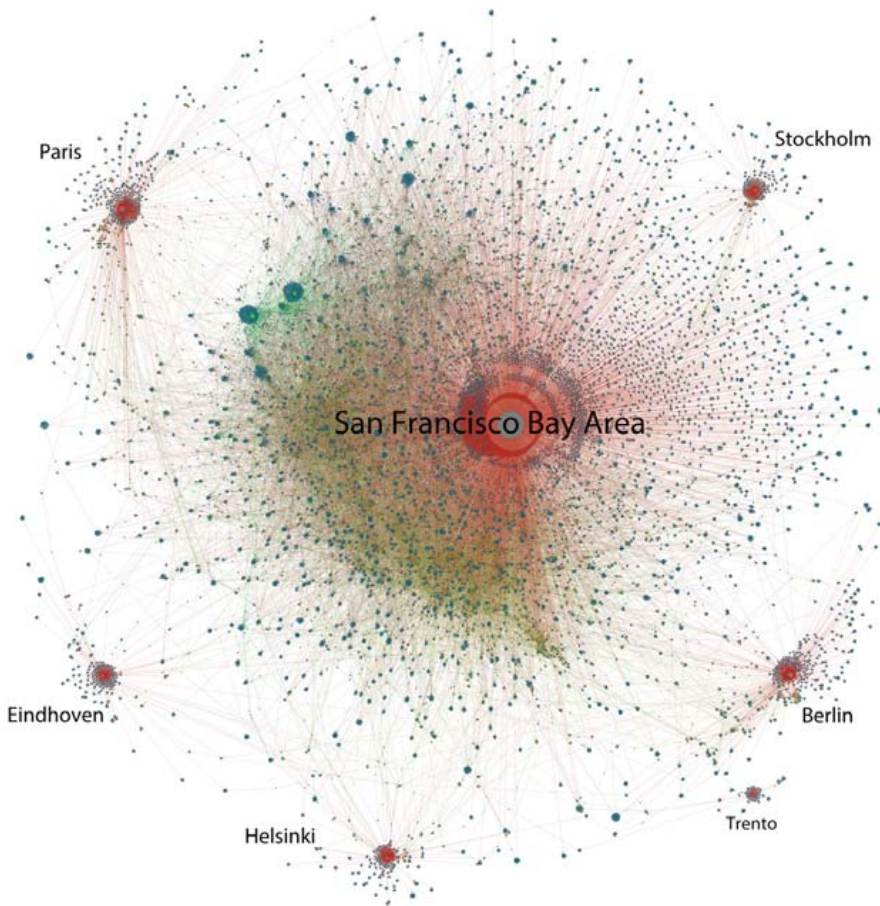 Stockholm
Paris
San Francisco Bay Area
Eindhoven
Berlin
Trento
Helsinki